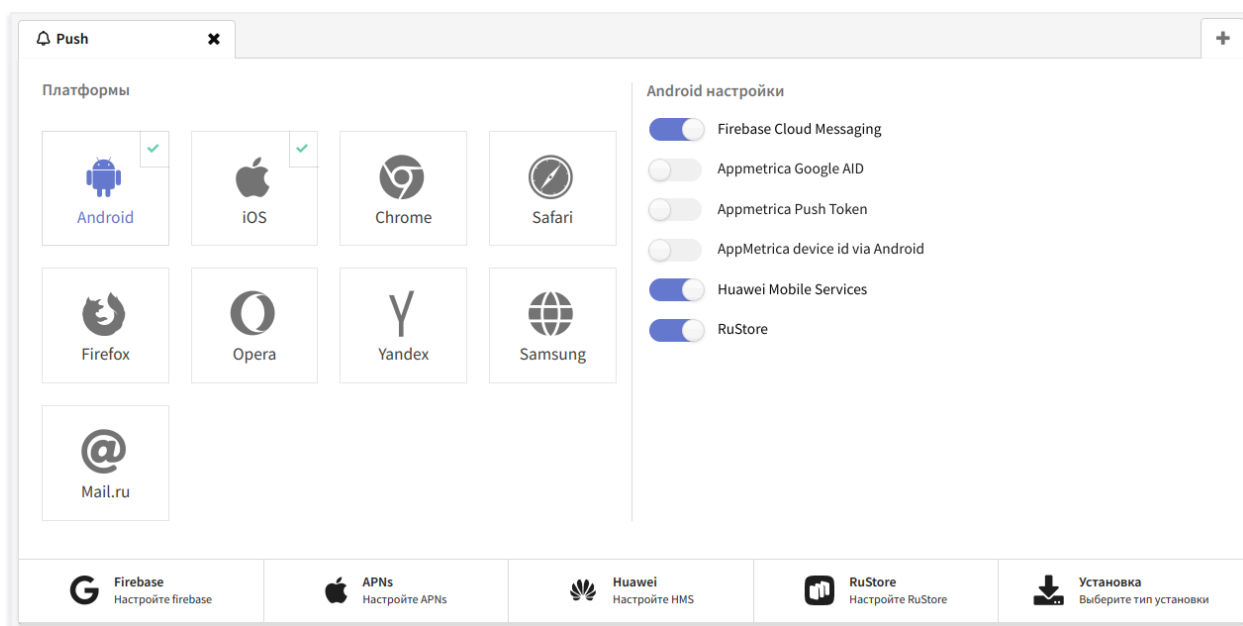 Push
Платформы
Android
iOS
Chrome
Safari
Firefox
Opera
Yandex
Samsung
Mail.ru
Android настройки
Firebase Cloud Messaging
Appmetrica Google AID
Appmetrica Push Token
AppMetrica device id via Android
Huawei Mobile Services
RuStore
Firebase
Настройте firebase
APNs
Настройте APNs
Huawei
Настройте HMS
RuStore
Настройте RuStore
Установка
Выберите тип установки